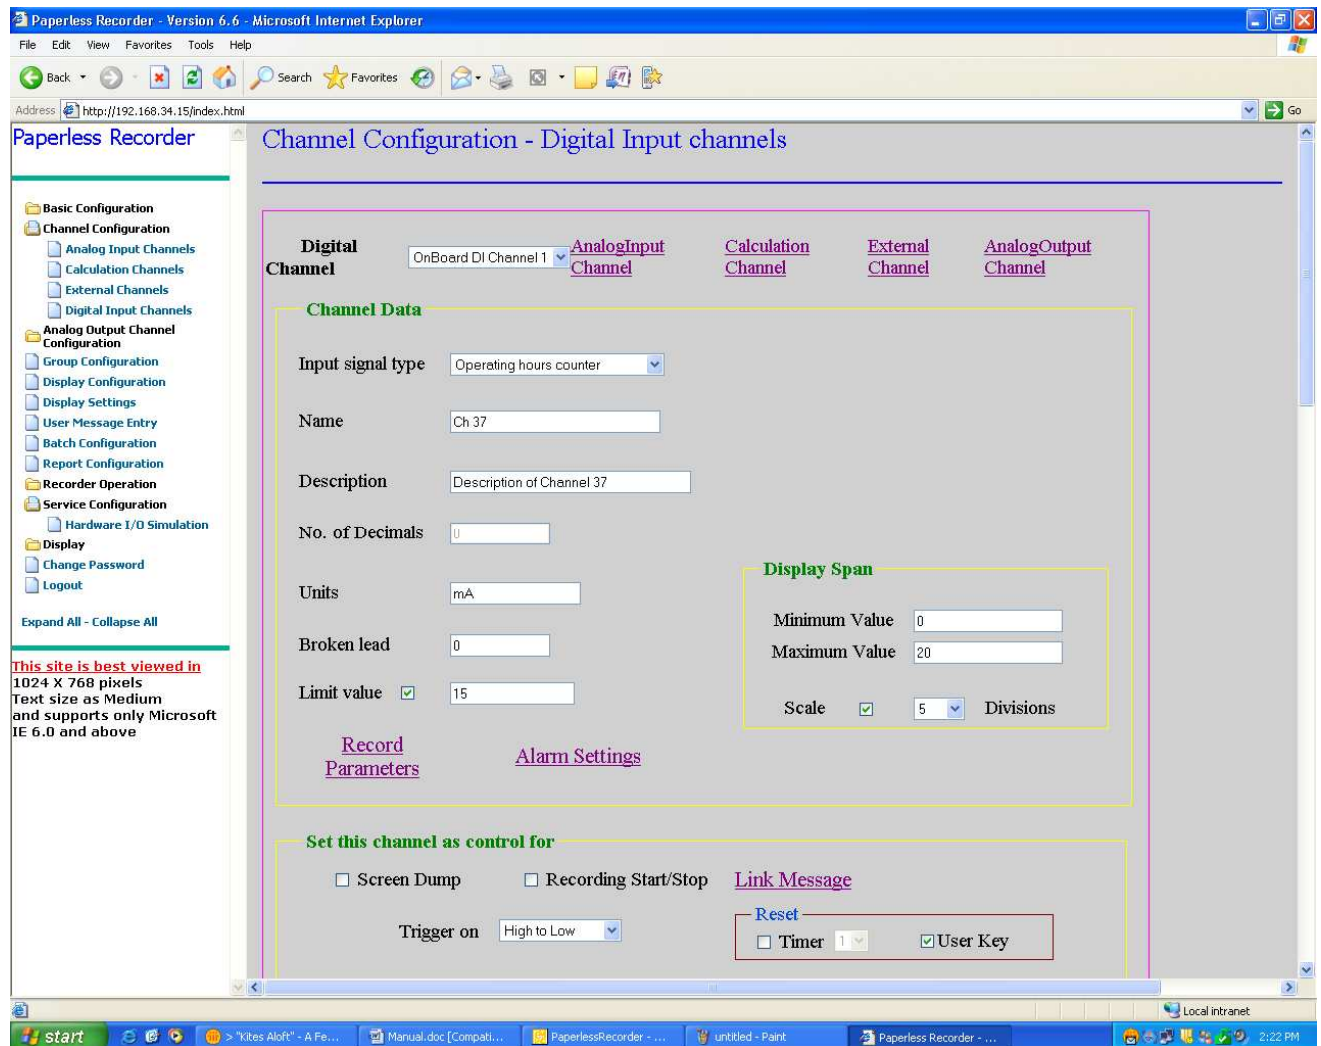 Paperless Recorder - Version 6.6 - Microsoft Internet Explorer
File Edit View Favorites Tools Help
Back Search Favorites
Address http://192.168.34.15/index.html Go
Paperless Recorder
Basic Configuration
Channel Configuration
Analog Input Channels
Calculation Channels
External Channels
Digital Input Channels
Analog Output Channel
Configuration
Group Configuration
Display Configuration
Display Settings
User Message Entry
Batch Configuration
Report Configuration
Recorder Operation
Service Configuration
Hardware I/O Simulation
Display
Change Password
Logout
Expand All - Collapse All
This site is best viewed in
1024 X 768 pixels
Text size as Medium
and supports only Microsoft
IE 6.0 and above
Channel Configuration - Digital Input channels
Digital
Channel
OnBoard DI Channel 1
AnalogInput
Channel
Calculation
Channel
External
Channel
AnalogOutput
Channel
Channel Data
Input signal type Operating hours counter
Name Ch 37
Description Description of Channel 37
No. of Decimals 0
Units mA
Broken lead 0
Limit value 15
Display Span
Minimum Value 0
Maximum Value 20
Scale 5 Divisions
Record
Parameters
Alarm Settings
Set this channel as control for
Screen Dump Recording Start/Stop Link Message
Trigger on High to Low
Reset
Timer 1 User Key
Local intranet
start > "Kites Aloft" - A Fe... Manual.doc [Compati... PaperlessRecorder - ... untitled - Paint Paperless Recorder - ... 2:22 PM